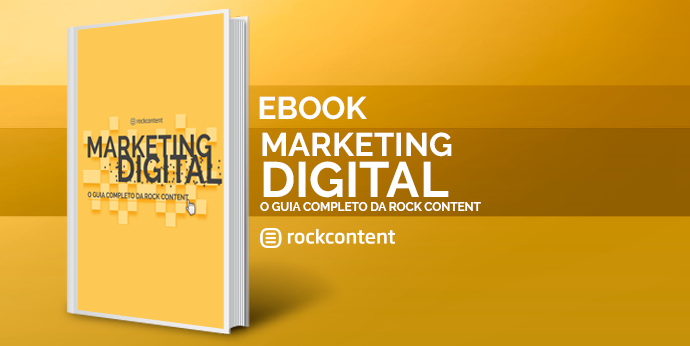 rockcontent
MARKETING
DIGITAL
O GUIA COMPLETO DA ROCK CONTENT
EBOOK
MARKETING
DIGITAL
O GUIA COMPLETO DA ROCK CONTENT
rockcontent